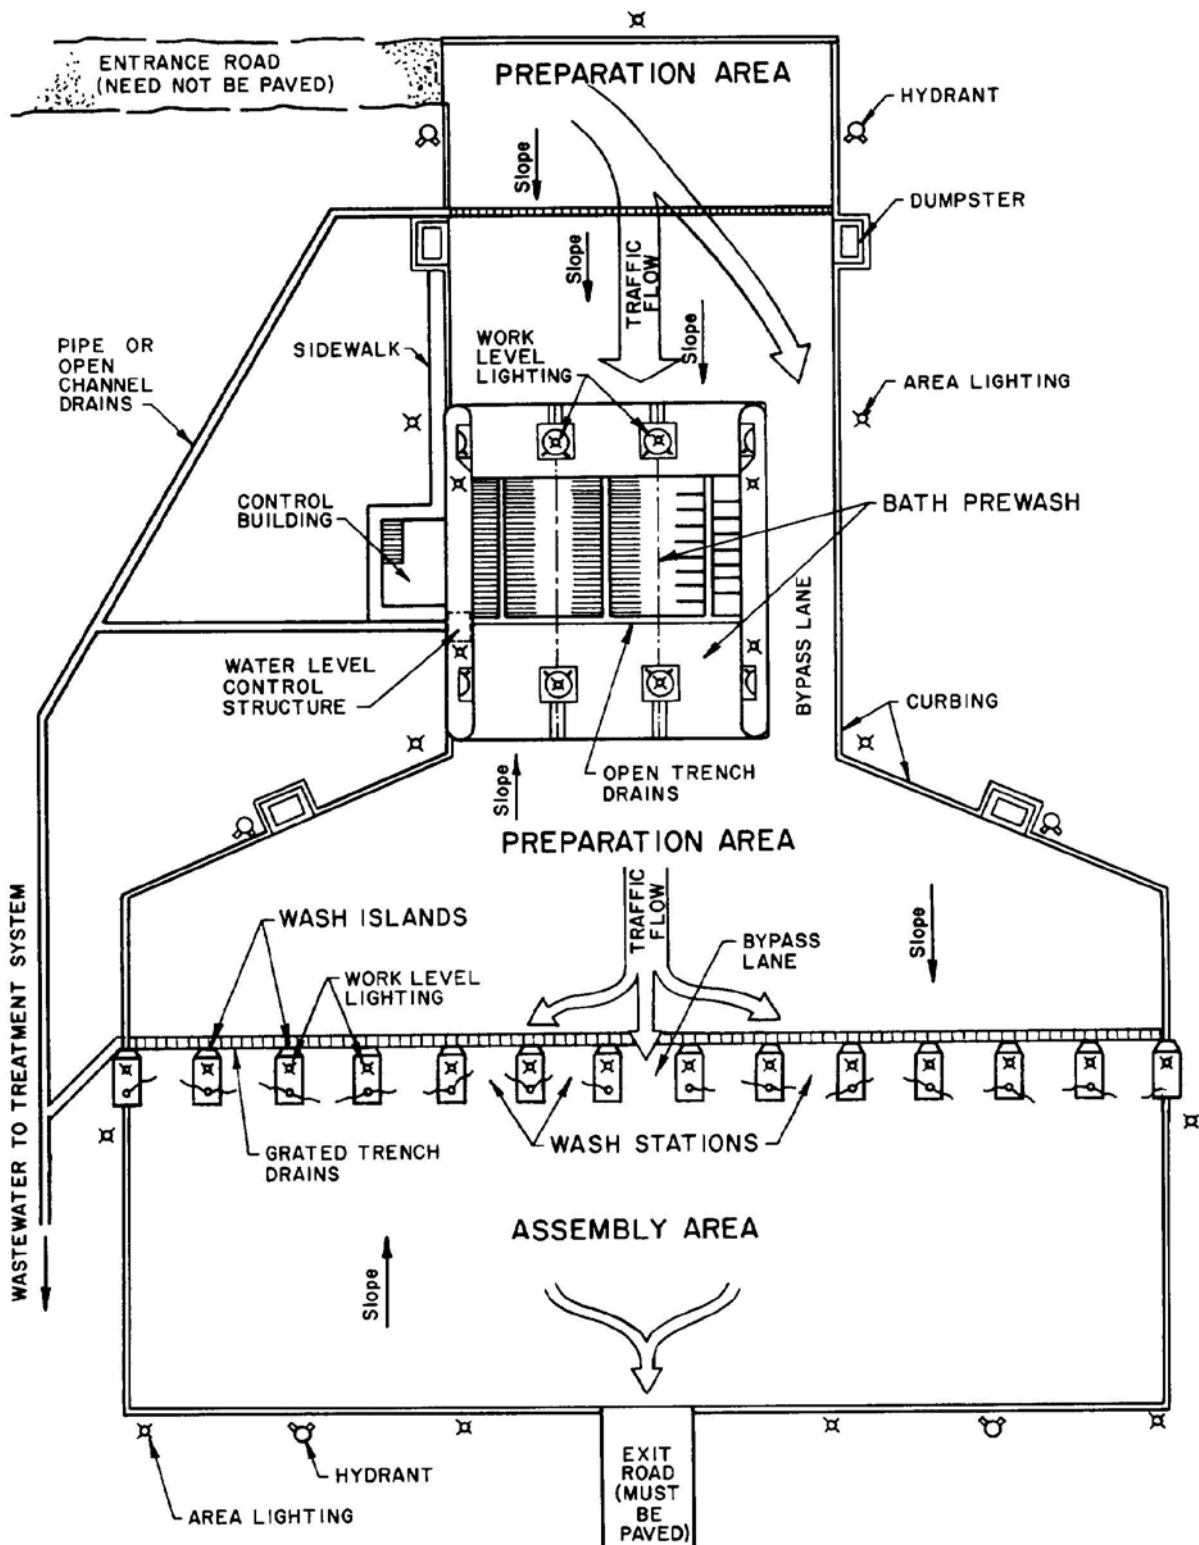 ENTRANCE ROAD
(NEED NOT BE PAVED)
PREPARATION AREA
HYDRANT
Slope
DUMPSTER
Slope
TRAFFIC
FLOW
Slope
PIPE OR
OPEN
CHANNEL
DRAINS
SIDEWALK
WORK
LEVEL
LIGHTING
AREA LIGHTING
CONTROL
BUILDING
BATH PREWASH
BYPASS LANE
WATER LEVEL
CONTROL
STRUCTURE
CURBING
OPEN TRENCH
DRAINS
Slope
PREPARATION AREA
TRAFFIC
FLOW
WASH ISLANDS
BYPASS
LANE
Slope
WORK LEVEL
LIGHTING
WASTEWATER TO TREATMENT SYSTEM
GRATED TRENCH
DRAINS
WASH STATIONS
ASSEMBLY AREA
Slope
HYDRANT
AREA LIGHTING
EXIT
ROAD
(MUST
BE
PAVED)